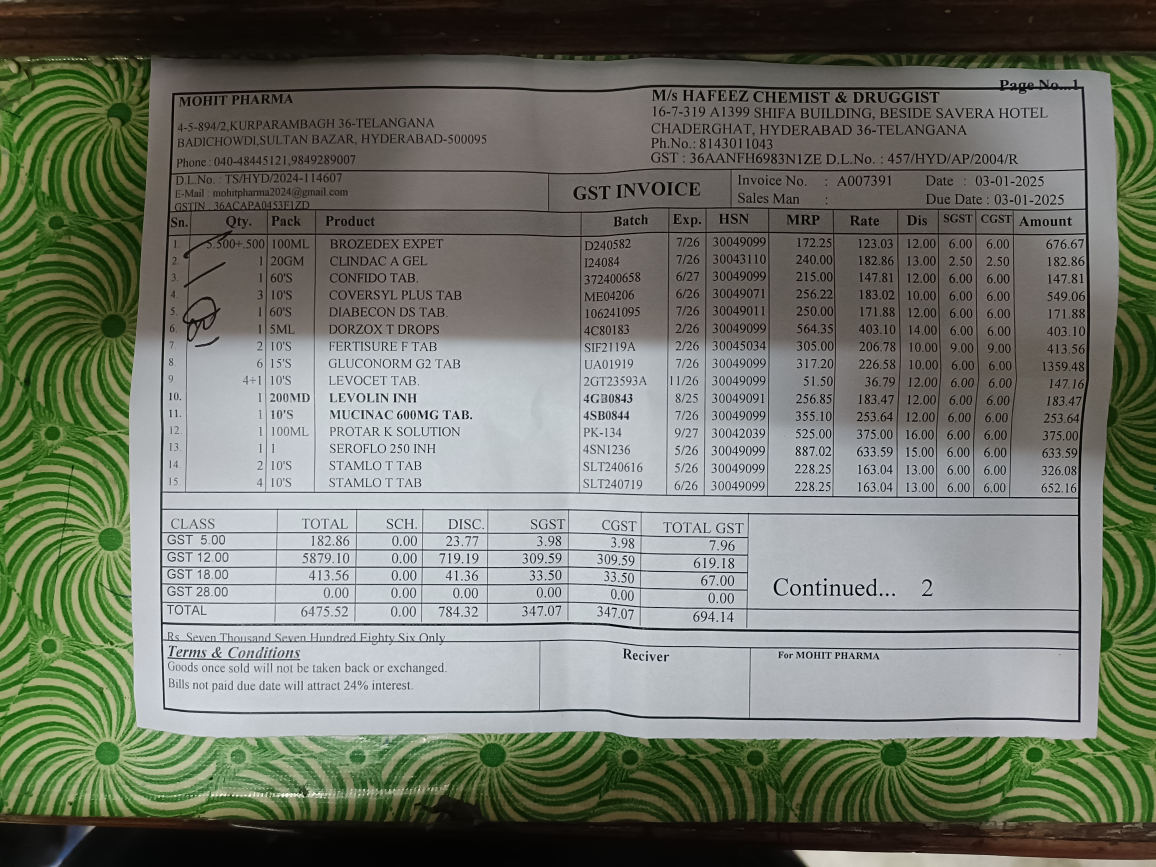 Page No...1
MOHIT PHARMA
4-5-894/2,KURPARAMBAGH 36-TELANGANA
BADICHOWDI,SULTAN BAZAR, HYDERABAD-500095
Phone : 040-48445121,9849289007
M/s HAFEEZ CHEMIST & DRUGGIST
16-7-319 A1399 SHIFA BUILDING, BESIDE SAVERA HOTEL
CHADERGHAT, HYDERABAD 36-TELANGANA
Ph.No.: 8143011043
GST : 36AANFH6983N1ZE D.L.No. : 457/HYD/AP/2004/R
D.L.No. : TS/HYD/2024-114607
E-Mail : mohitpharma2024@gmail.com
GSTIN : 36ACAPA0453F1ZD
GST INVOICE
Invoice No. : A007391 Date : 03-01-2025
Sales Man : Due Date : 03-01-2025
Sn. Qty. Pack Product Batch Exp. HSN MRP Rate Dis SGST CGST Amount
1. 5.500+.500 100ML BROZEDEX EXPET D240582 7/26 30049099 172.25 123.03 12.00 6.00 6.00 676.67
2. 1 20GM CLINDAC A GEL I24084 7/26 30043110 240.00 182.86 13.00 2.50 2.50 182.86
3. 1 60'S CONFIDO TAB. 372400658 6/27 30049099 215.00 147.81 12.00 6.00 6.00 147.81
4. 3 10'S COVERSYL PLUS TAB ME04206 6/26 30049071 256.22 183.02 10.00 6.00 6.00 549.06
5. 1 60'S DIABECON DS TAB. 106241095 7/26 30049011 250.00 171.88 12.00 6.00 6.00 171.88
6. 1 5ML DORZOX T DROPS 4C80183 2/26 30049099 564.35 403.10 14.00 6.00 6.00 403.10
7. 2 10'S FERTISURE F TAB SIF2119A 2/26 30045034 305.00 206.78 10.00 9.00 9.00 413.56
8. 6 15'S GLUCONORM G2 TAB UA01919 7/26 30049099 317.20 226.58 10.00 6.00 6.00 1359.48
9 4+1 10'S LEVOCET TAB. 2GT23593A 11/26 30049099 51.50 36.79 12.00 6.00 6.00 147.16
10. 1 200MD LEVOLIN INH 4GB0843 8/25 30049091 256.85 183.47 12.00 6.00 6.00 183.47
11. 1 10'S MUCINAC 600MG TAB. 4SB0844 7/26 30049099 355.10 253.64 12.00 6.00 6.00 253.64
12. 1 100ML PROTAR K SOLUTION PK-134 9/27 30042039 525.00 375.00 16.00 6.00 6.00 375.00
13. 1 1 SEROFLO 250 INH 4SN1236 5/26 30049099 887.02 633.59 15.00 6.00 6.00 633.59
14 2 10'S STAMLO T TAB SLT240616 5/26 30049099 228.25 163.04 13.00 6.00 6.00 326.08
15 4 10'S STAMLO T TAB SLT240719 6/26 30049099 228.25 163.04 13.00 6.00 6.00 652.16
CLASS TOTAL SCH. DISC. SGST CGST TOTAL GST
GST 5.00 182.86 0.00 23.77 3.98 3.98 7.96
GST 12.00 5879.10 0.00 719.19 309.59 309.59 619.18
GST 18.00 413.56 0.00 41.36 33.50 33.50 67.00
GST 28.00 0.00 0.00 0.00 0.00 0.00 0.00
TOTAL 6475.52 0.00 784.32 347.07 347.07 694.14
Continued... 2
Rs. Seven Thousand Seven Hundred Eighty Six Only
Terms & Conditions
Goods once sold will not be taken back or exchanged.
Bills not paid due date will attract 24% interest.
Reciver
For MOHIT PHARMA